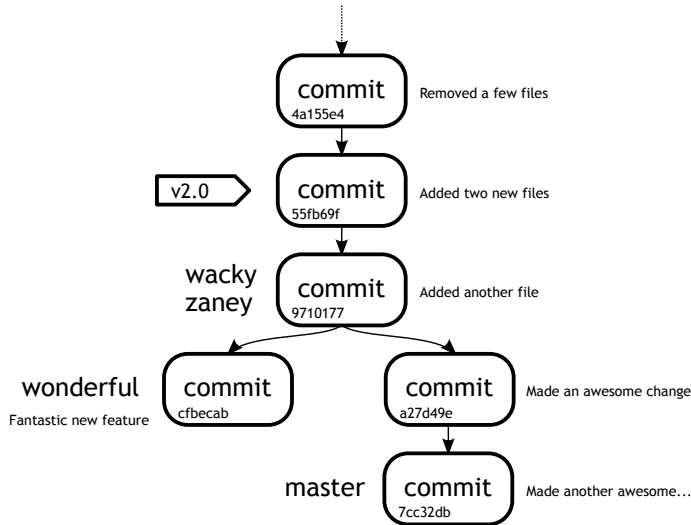 commit
4a155e4
Removed a few files
v2.0
commit
55fb69f
Added two new files
wacky
zaney
commit
9710177
Added another file
wonderful
Fantastic new feature
commit
cfbecab
commit
a27d49e
Made an awesome change
master
commit
7cc32db
Made another awesome...